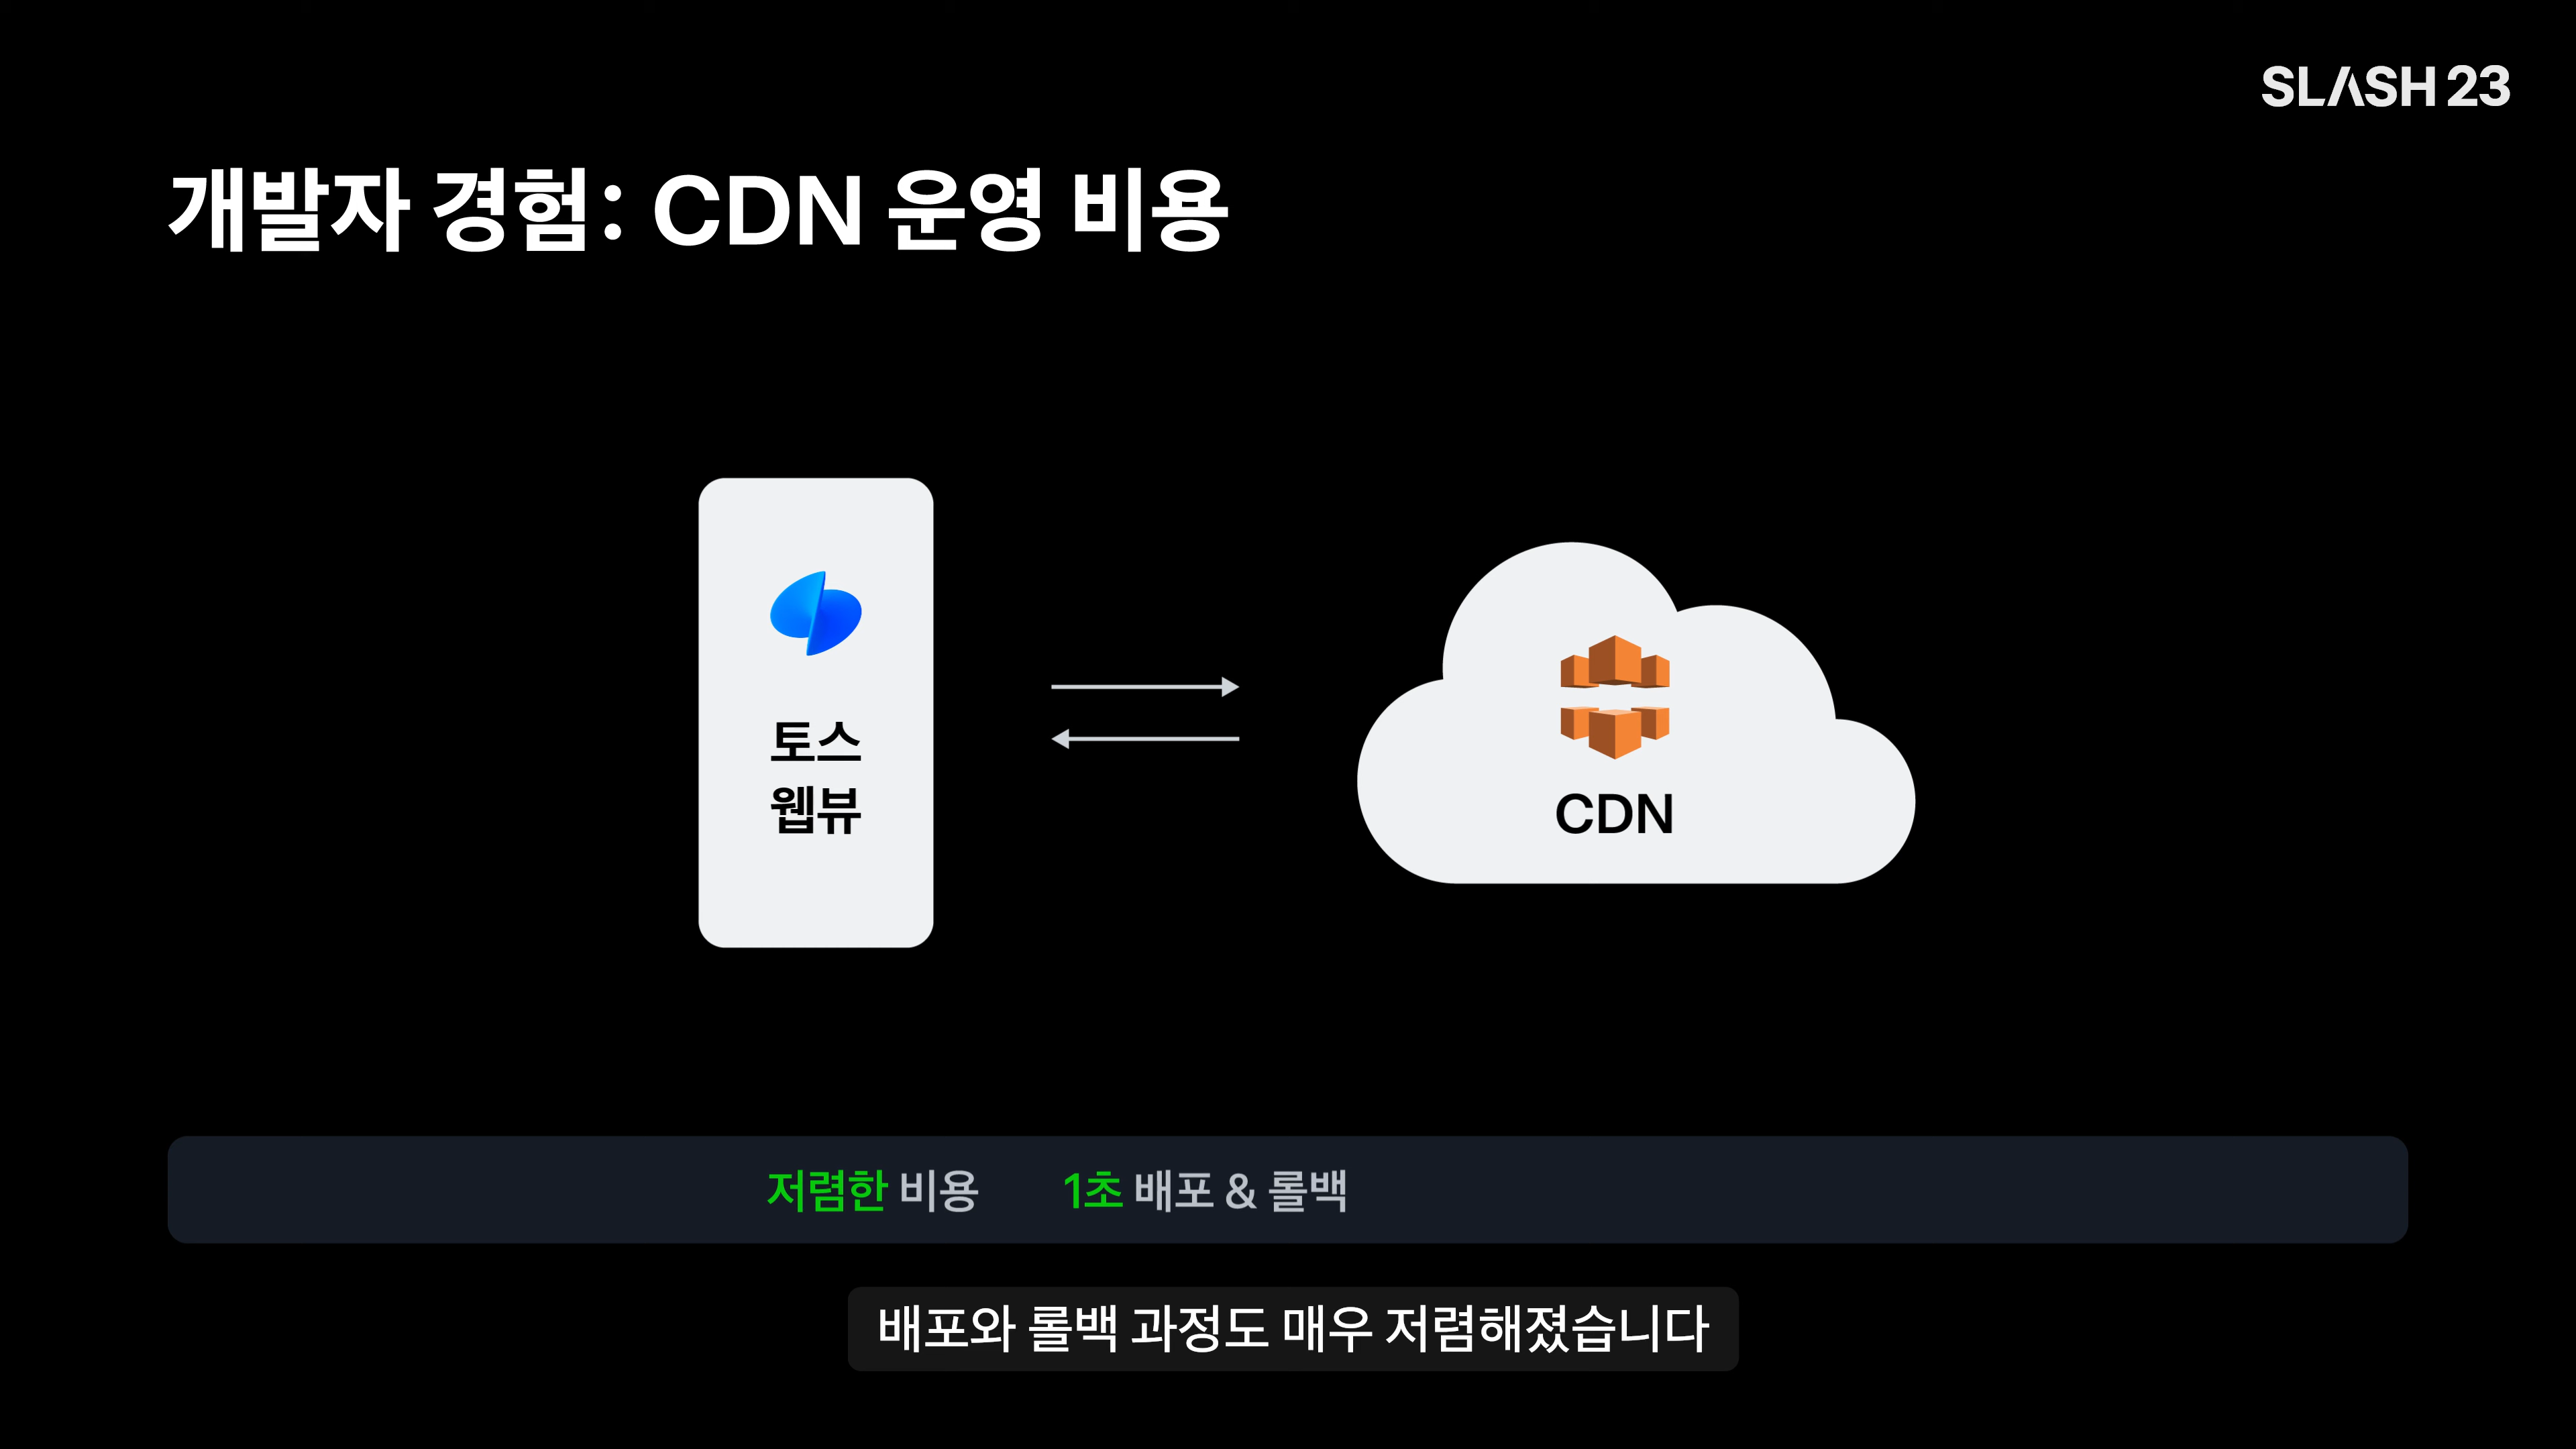 SLASH 23
개발자 경험: CDN 운영 비용
토스
웹뷰
CDN
저렴한 비용
1초 배포 & 롤백
배포와 롤백 과정도 매우 저렴해졌습니다